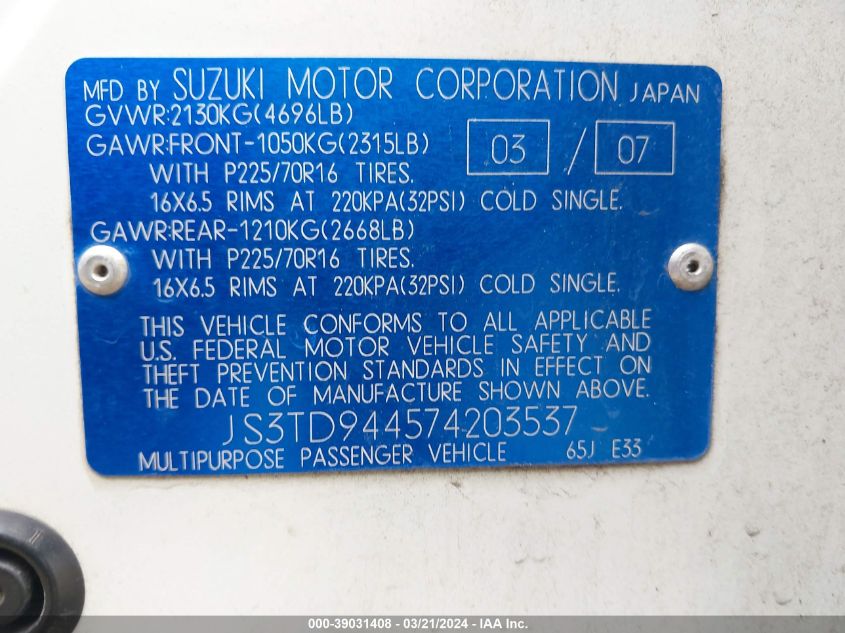 MFD BY SUZUKI MOTOR CORPORATION JAPAN
GVWR:2130KG(4696LB)
GAWR:FRONT-1050KG(2315LB) 03 / 07
WITH P225/70R16 TIRES.
16X6.5 RIMS AT 220KPA(32PSI) COLD SINGLE.
GAWR:REAR-1210KG(2668LB)
WITH P225/70R16 TIRES.
16X6.5 RIMS AT 220KPA(32PSI) COLD SINGLE.
THIS VEHICLE CONFORMS TO ALL APPLICABLE
U.S. FEDERAL MOTOR VEHICLE SAFETY AND
THEFT PREVENTION STANDARDS IN EFFECT ON
THE DATE OF MANUFACTURE SHOWN ABOVE.
JS3TD944574203537
MULTIPURPOSE PASSENGER VEHICLE 65J E33
000-39031408 - 03/21/2024 - IAA Inc.